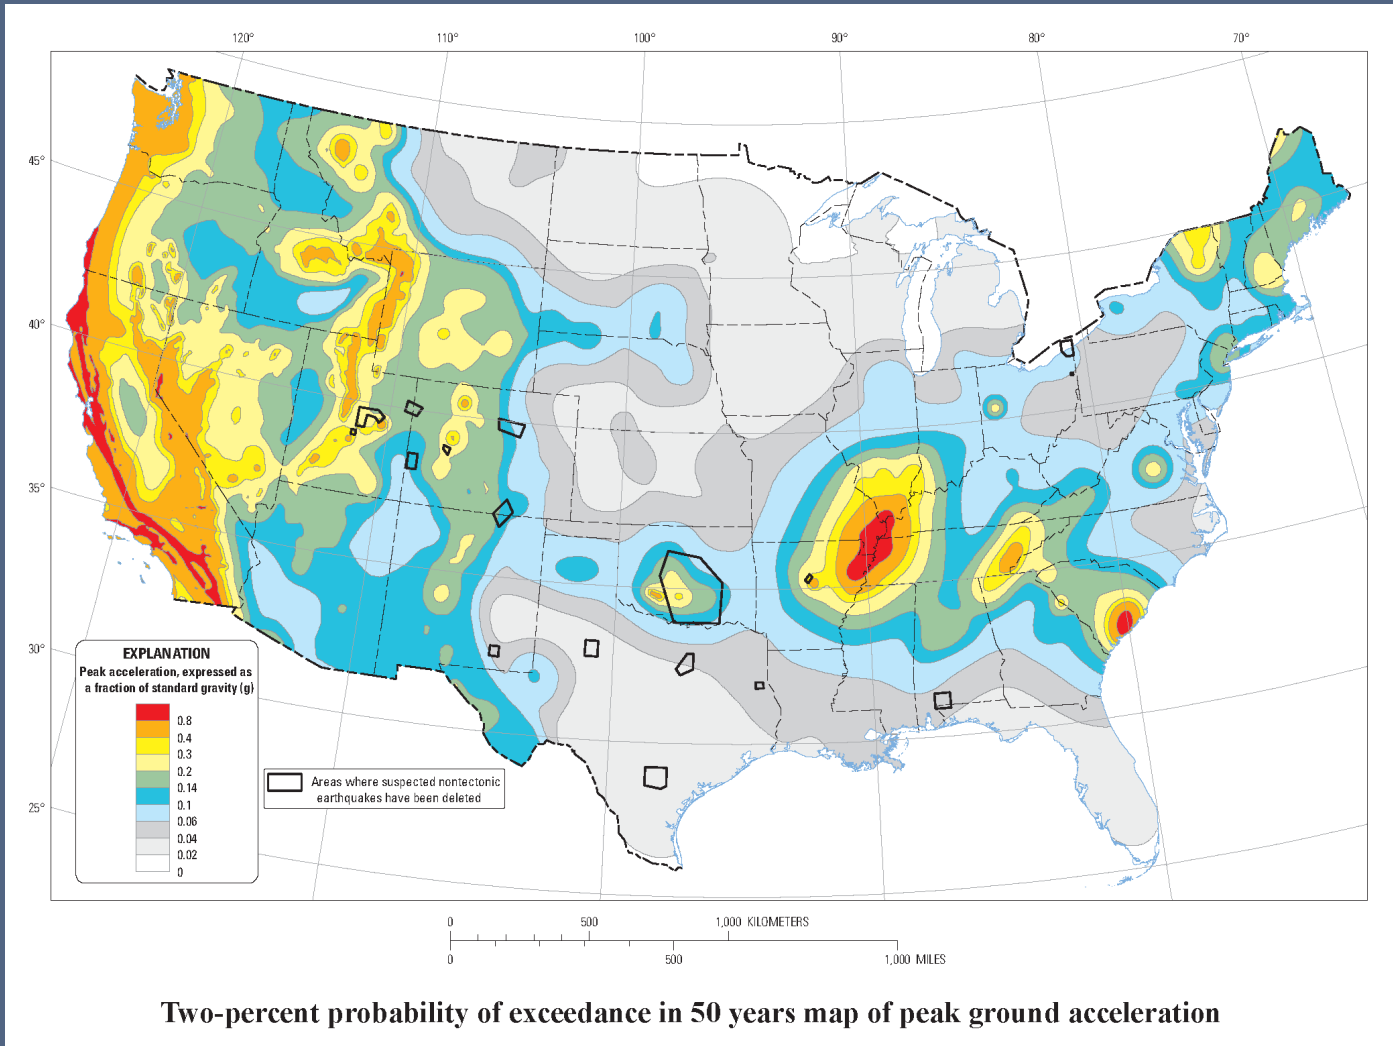 120°
110°
100°
90°
80°
70°
45°
40°
35°
30°
25°
EXPLANATION
Peak acceleration, expressed as
a fraction of standard gravity (g)
0.8
0.4
0.3
0.2
0.14
0.1
0.06
0.04
0.02
0
Areas where suspected nontectonic
earthquakes have been deleted
0 500 1,000 KILOMETERS
0 500 1,000 MILES
Two-percent probability of exceedance in 50 years map of peak ground acceleration